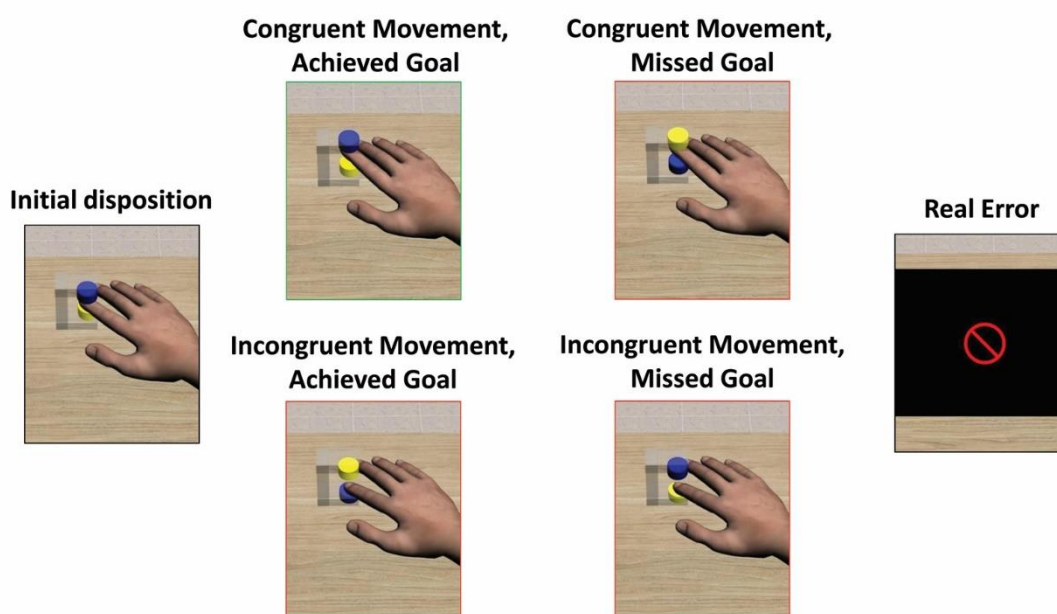 Congruent Movement,
Achieved Goal
Congruent Movement,
Missed Goal
Initial disposition
Real Error
Incongruent Movement,
Achieved Goal
Incongruent Movement,
Missed Goal